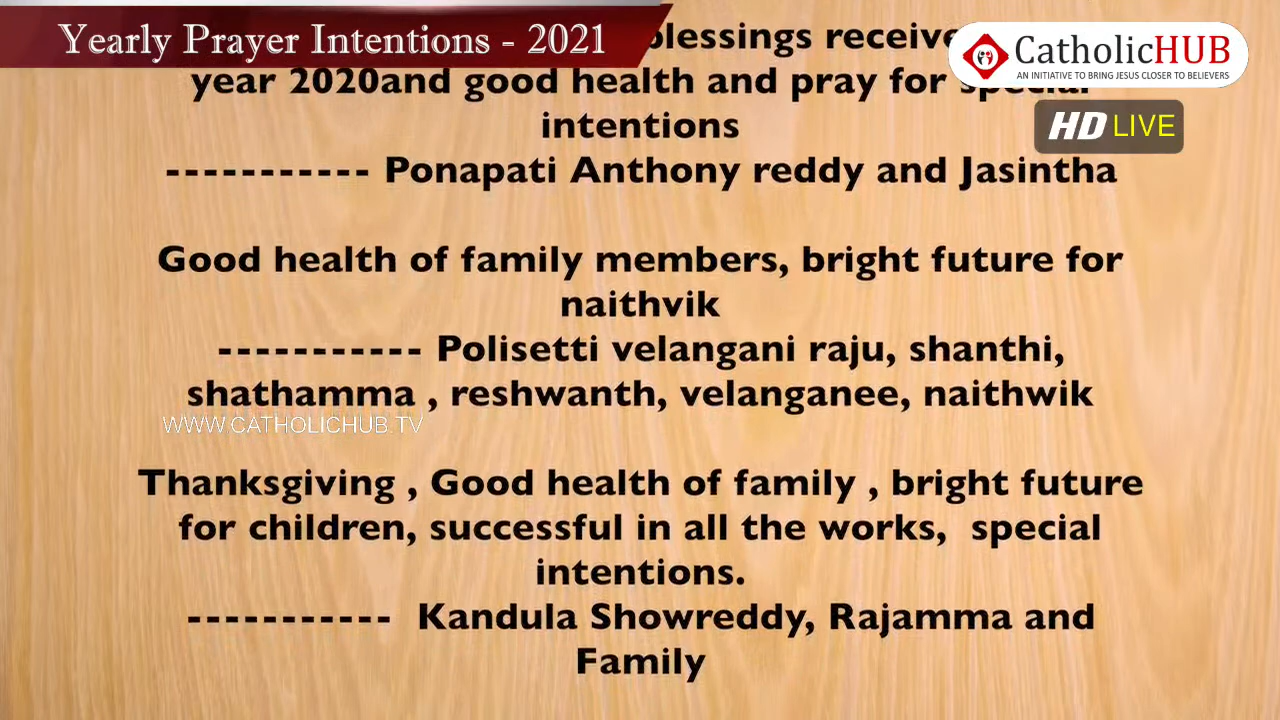 Yearly Prayer Intentions - 2021
blessings
year 2020and good health and pray for special
intentions
----------- Ponapati Anthony reddy and Jasintha
Good health of family members, bright future for
naithvik
----------- Polisetti velangani raju, shanthi,
shathamma , reshwanth, velanganee, naithwik
Thanksgiving , Good health of family , bright future
for children, successful in all the works,  special
intentions.
-----------  Kandula Showreddy, Rajamma and
Family
CatholicHUB
AN INITIATIVE TO BRING JESUS CLOSER TO BELIEVERS
HD LIVE
WWW.CATHOLICHUB.TV